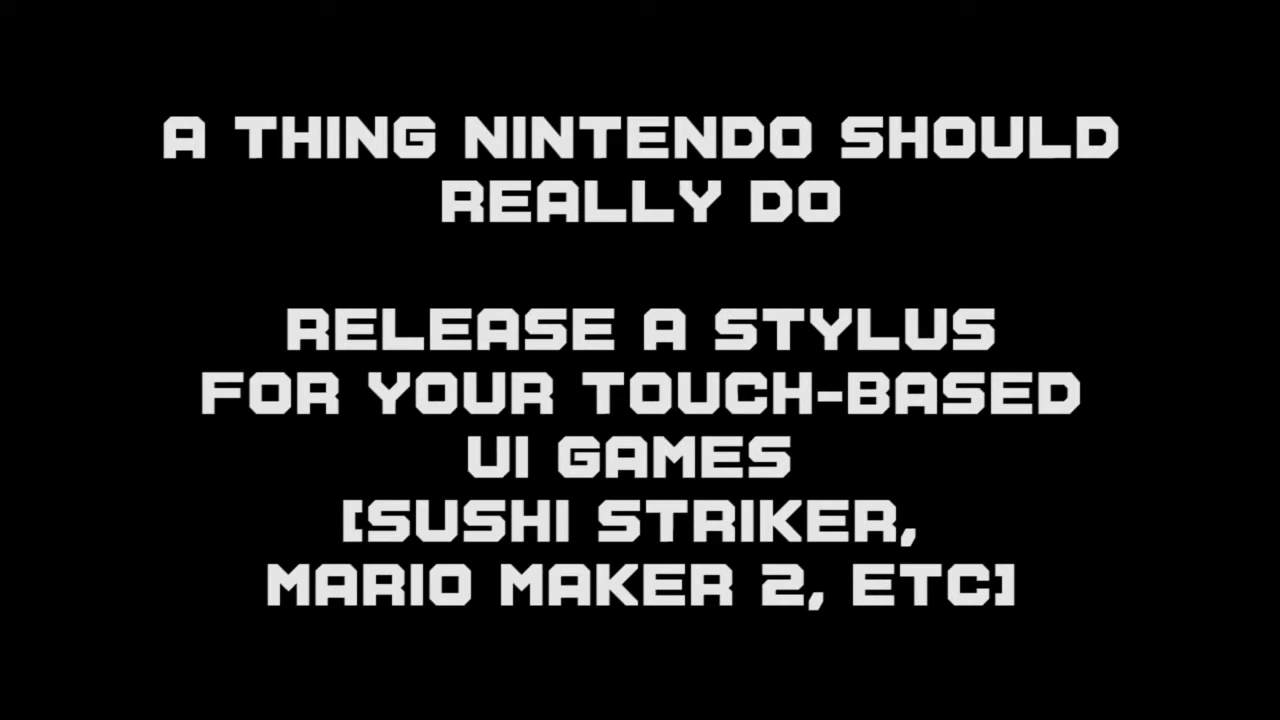 A THING NINTENDO SHOULD
REALLY DO
RELEASE A STYLUS
FOR YOUR TOUCH-BASED
UI GAMES
[SUSHI STRIKER,
MARIO MAKER 2, ETC]